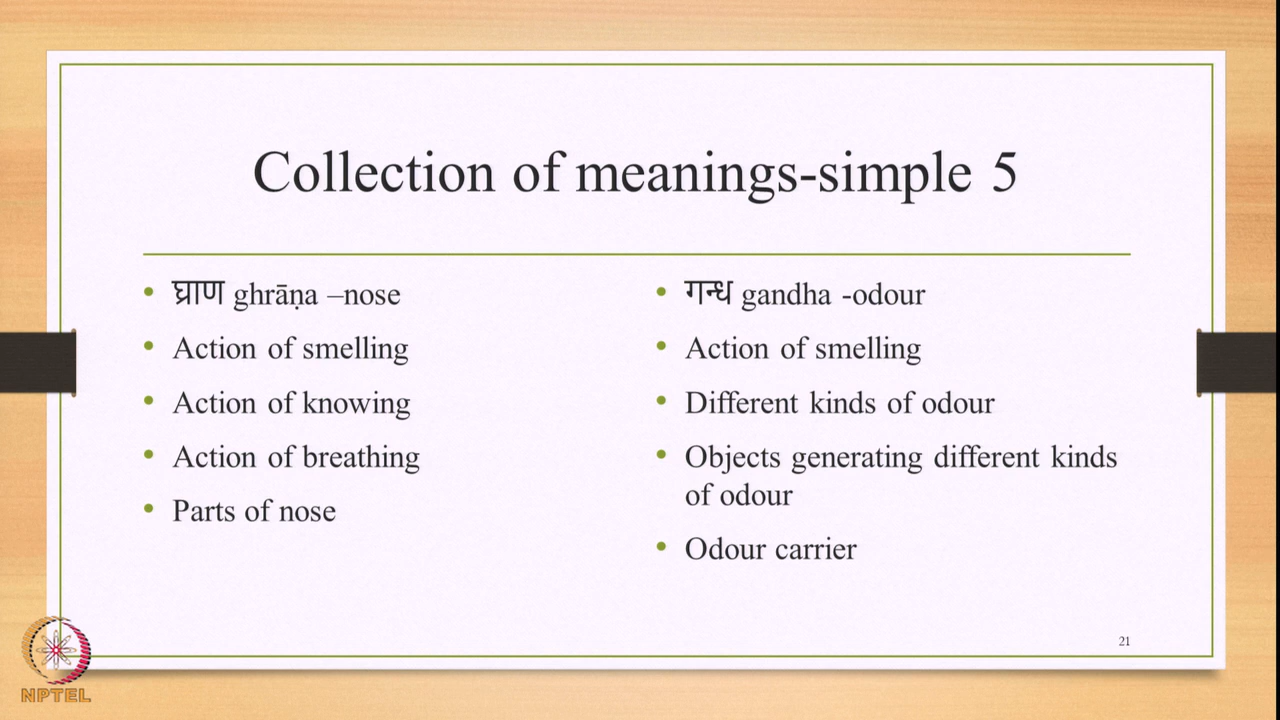 Collection of meanings-simple 5
• घ्राण ghrāṇa –nose
• Action of smelling
• Action of knowing
• Action of breathing
• Parts of nose
• गन्ध gandha -odour
• Action of smelling
• Different kinds of odour
• Objects generating different kinds
of odour
• Odour carrier
21
NPTEL